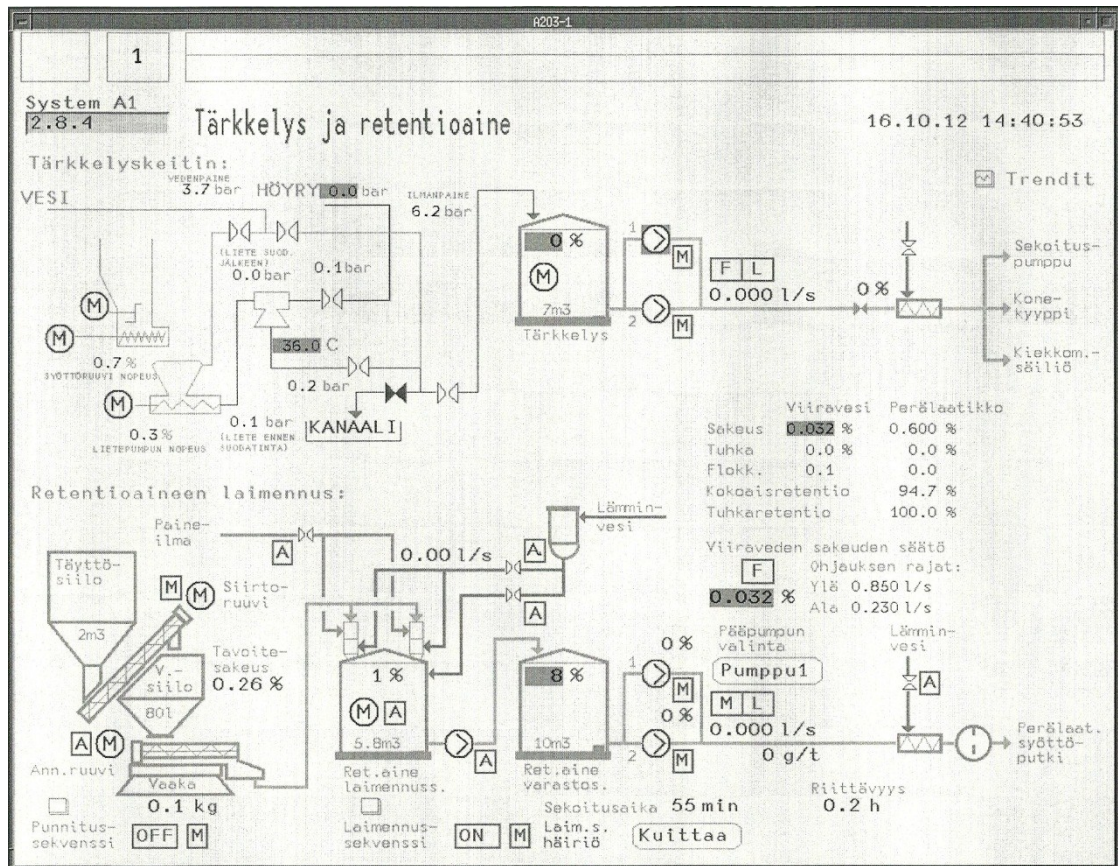 A203-1
1
System A1
2.8.4
Tärkkelys ja retentioaine
16.10.12 14:40:53
Tärkkelyskeitin:
VEDENPAINE
3.7 bar
HÖYRY 0.0 bar
ILMANPAINE
6.2 bar
VESI
Trendit
(LIETE SUOD.
JÄLKEEN)
0.0 bar
0.1 bar
0 %
M
7m3
Tärkkelys
1
M
2
M
F L
0.000 l/s
0 %
Sekoitus-
pumppu
Kone-
kyyppi
Kiekkom.-
säiliö
M
M
0.7 %
SYÖTTÖRUUVI NOPEUS
36.0 C
0.2 bar
M
0.3 %
LIETEPUMPUN NOPEUS
0.1 bar
(LIETE ENNEN
SUODATINTA)
KANAALI
Viiravesi Perälaatikko
Sakeus 0.032 % 0.600 %
Tuhka 0.0 % 0.0 %
Flokk. 0.1 0.0
Kokoaisretentio 94.7 %
Tuhkaretentio 100.0 %
Retentioaineen laimennus:
Paine-
ilma
A
0.00 l/s
A
A
Lämmin-
vesi
Viiraveden sakeuden säätö
F
0.032 %
Ohjauksen rajat:
Ylä 0.850 l/s
Ala 0.230 l/s
Täyttö-
siilo
2m3
M M
Siirto-
ruuvi
V.-
siilo
80l
Tavoite-
sakeus
0.26 %
A M
Ann.ruuvi
Vaaka
0.1 kg
1 %
M A
5.8m3
Ret.aine
laimennuss.
A
8 %
10m3
Ret.aine
varastos.
0 %
1
M
0 %
2
M
Pääpumpun
valinta
Pumppu1
M L
0.000 l/s
0 g/t
Lämmin-
vesi
A
Perälaat.
syöttö-
putki
Riittävyys
0.2 h
Punnitus-
sekvenssi
OFF M
Laimennus-
sekvenssi
ON M
Sekoitusaika 55 min
Laim.s.
häiriö
Kuittaa